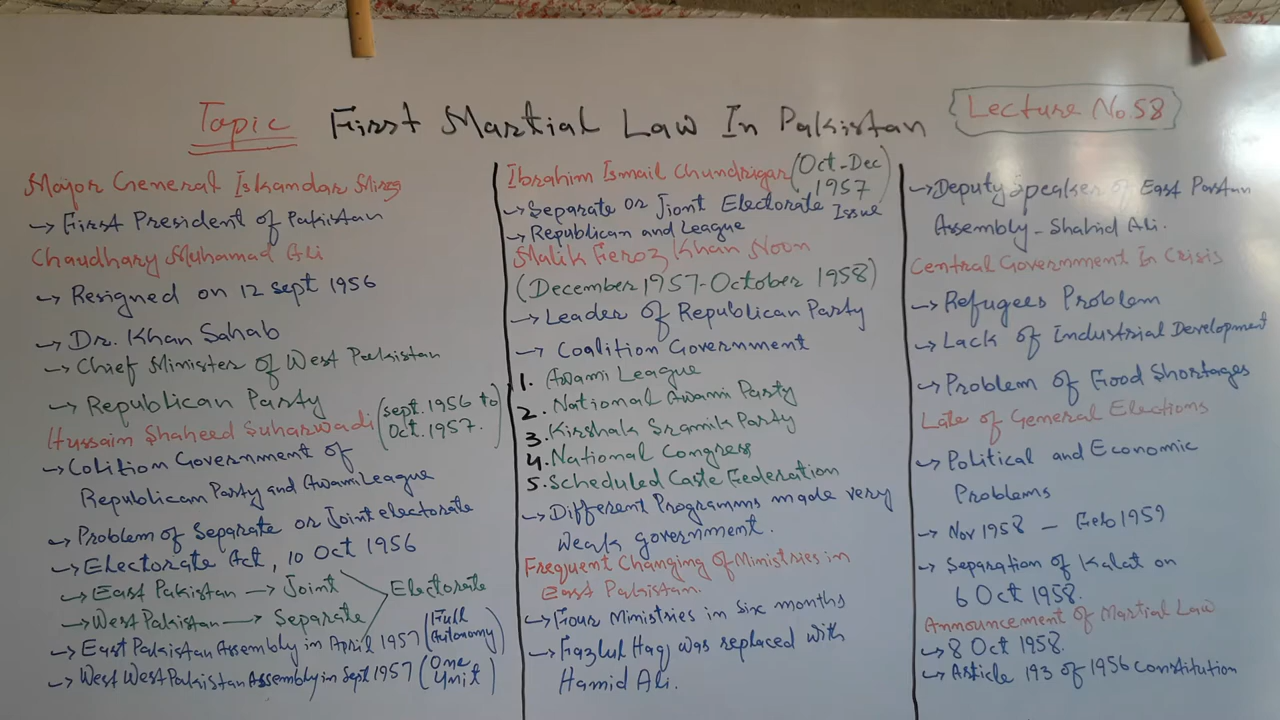 Topic First Martial Law In Pakistan
Lecture No.58
Major General Iskandar Mirza
→ First President of Pakistan
Chaudhary Muhamad Ali
→ Resigned on 12 sept 1956
→ Dr. Khan Sahab
→ Chief Minister of West Pakistan
→ Republican Party
Hussain Shaheed Suharwadi (sept. 1956 to Oct. 1957.)
→ Colition Government of
Republican Party and Awami League
→ Problem of Separate or Joint electorate
→ Electorate Act, 10 Oct 1956
→ East Pakistan → Joint
→ West Pakistan → Separate
Electorate
→ East Pakistan Assembly in April 1957 (Full Autonomy)
→ West West Pakistan Assembly in Sept 1957 (One Unit)
Ibrahim Ismail Chundrigar (Oct-Dec 1957)
→ Separate or Jiont Electorate Issue
→ Republican and League
Malik Feroz Khan Noon
(December 1957-October 1958)
→ Leader of Republican Party
→ Coalition Government
1. Awami League
2. National Awami Party
3. Kirshak Sramik Party
4. National Congress
5. Scheduled Caste Federation
→ Different Programms made very
weak government.
Frequent Changing of Ministries in
East Pakistan.
→ Four Ministries in Six months
→ Fazlul Haq was replaced with
Hamid Ali.
→ Deputy Speaker of East
Assembly - Shahid Ali.
Central Government In Crisis
→ Refugees Problem
→ Lack of Industrial Development
→ Problem of Food Shortages
Late of General Elections
→ Political and Economic
Problems
→ Nov 1958 - Feb 1959
→ Separation of Kalat on
6 Oct 1958.
Announcement of Martial Law
→ 8 Oct 1958.
→ Article 193 of 1956 constitution